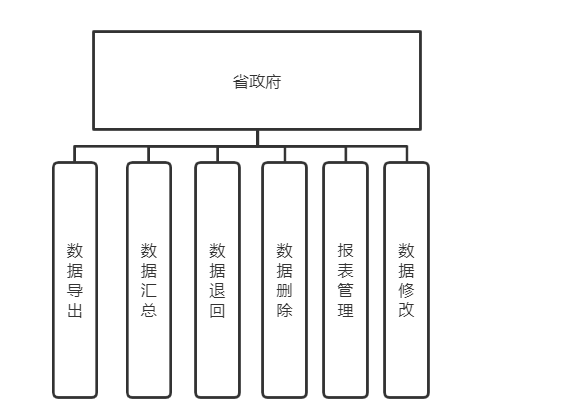 省政府
数据导出
数据汇总
数据退回
数据删除
报表管理
数据修改